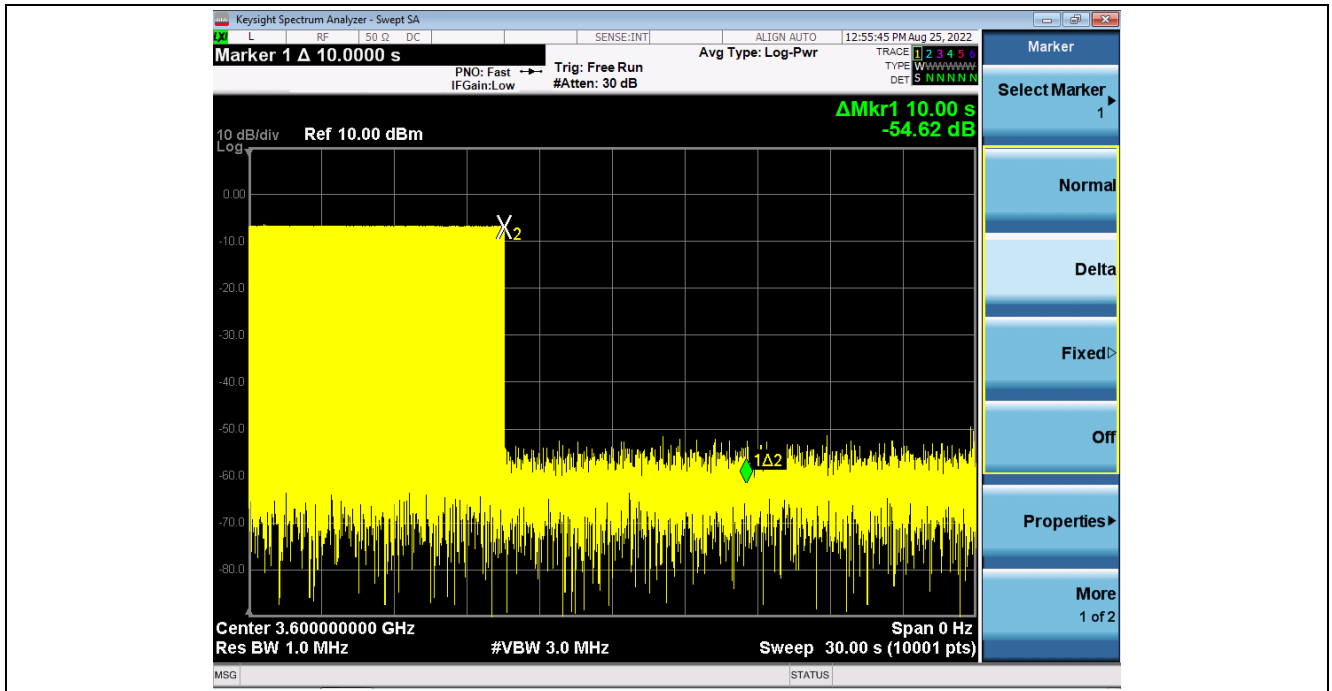 Keysight Spectrum Analyzer - Swept SA
LXI L RF 50 Ω DC SENSE:INT ALIGN AUTO 12:55:45 PM Aug 25, 2022
Marker 1 Δ 10.0000 s
PNO: Fast
IFGain:Low
Trig: Free Run
#Atten: 30 dB
Avg Type: Log-Pwr
TRACE 1 2 3 4 5 6
TYPE WWWWWW
DET S N N N N N
ΔMkr1 10.00 s
-54.62 dB
10 dB/div Ref 10.00 dBm
Log
0.00
-10.0
-20.0
-30.0
-40.0
-50.0
-60.0
-70.0
-80.0
2
1Δ2
Center 3.600000000 GHz Span 0 Hz
Res BW 1.0 MHz #VBW 3.0 MHz Sweep 30.00 s (10001 pts)
MSG STATUS
Marker
Select Marker
1
Normal
Delta
Fixed
Off
Properties
More
1 of 2